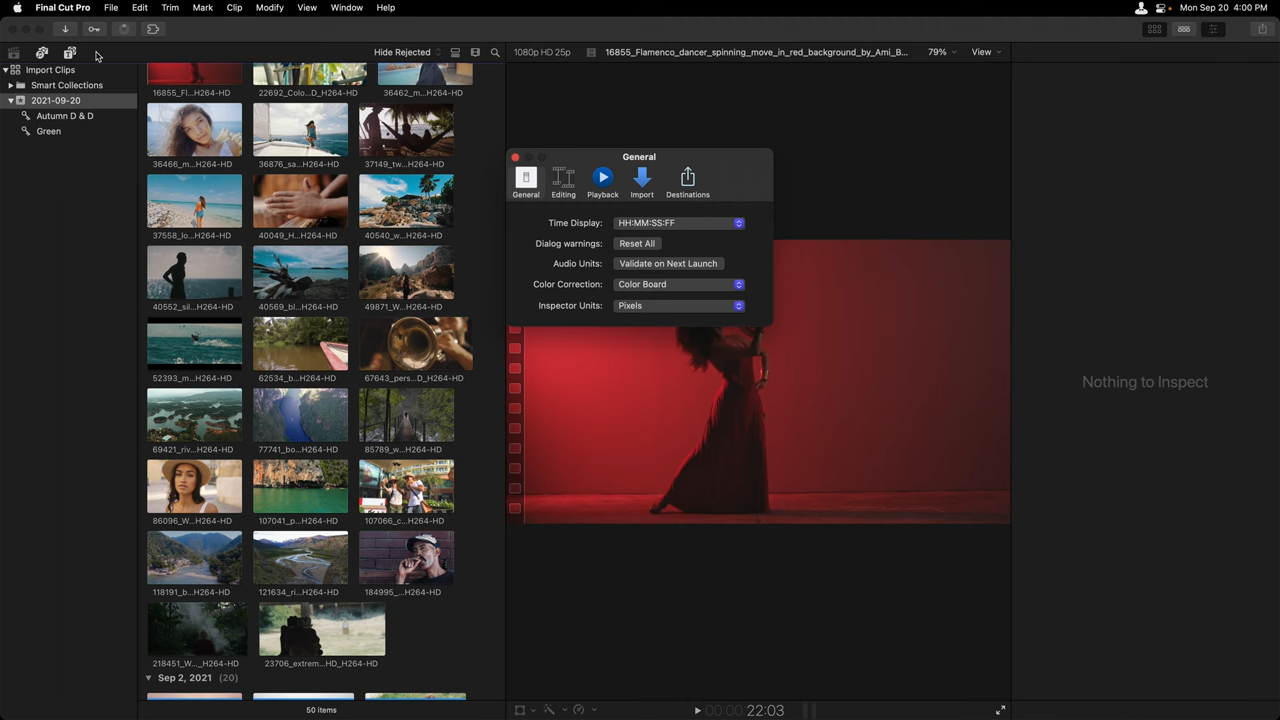 Final Cut Pro File Edit Trim Mark Clip Modify View Window Help Mon Sep 20 4:00 PM
Hide Rejected 1080p HD 25p 16855_Flamenco_dancer_spinning_move_in_red_background_by_Ami_B... 79% View
Import Clips
Smart Collections
2021-09-20
Autumn D & D
Green
16855_Fl...H264-HD 22692_Colo...D_H264-HD 36462_m...H264-HD
36466_m...H264-HD 36876_sa...H264-HD 37149_tw...H264-HD
37558_lo...H264-HD 40049_H...H264-HD 40540_w...H264-HD
40552_sil...H264-HD 40569_bl...H264-HD 49871_W...H264-HD
52393_m...H264-HD 62534_b...H264-HD 67643_pers...D_H264-HD
69421_riv...H264-HD 77741_bo...H264-HD 85789_w...H264-HD
86096_W...H264-HD 107041_p...H264-HD 107066_c...H264-HD
118191_b...H264-HD 121634_ri...H264-HD 184995_...H264-HD
218451_W..._H264-HD 23706_extrem...HD_H264-HD
Sep 2, 2021 (20)
50 items
General
General Editing Playback Import Destinations
Time Display: HH:MM:SS:FF
Dialog warnings: Reset All
Audio Units: Validate on Next Launch
Color Correction: Color Board
Inspector Units: Pixels
Nothing to Inspect
00:00:22:03